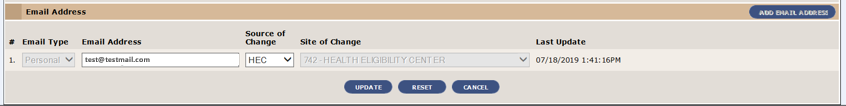 Email Address ADD EMAIL ADDRESS
# Email Type Email Address Source of Change Site of Change Last Update
1. Personal test@testmail.com HEC 742 - HEALTH ELIGIBILITY CENTER 07/18/2019 1:41:16PM
UPDATE RESET CANCEL